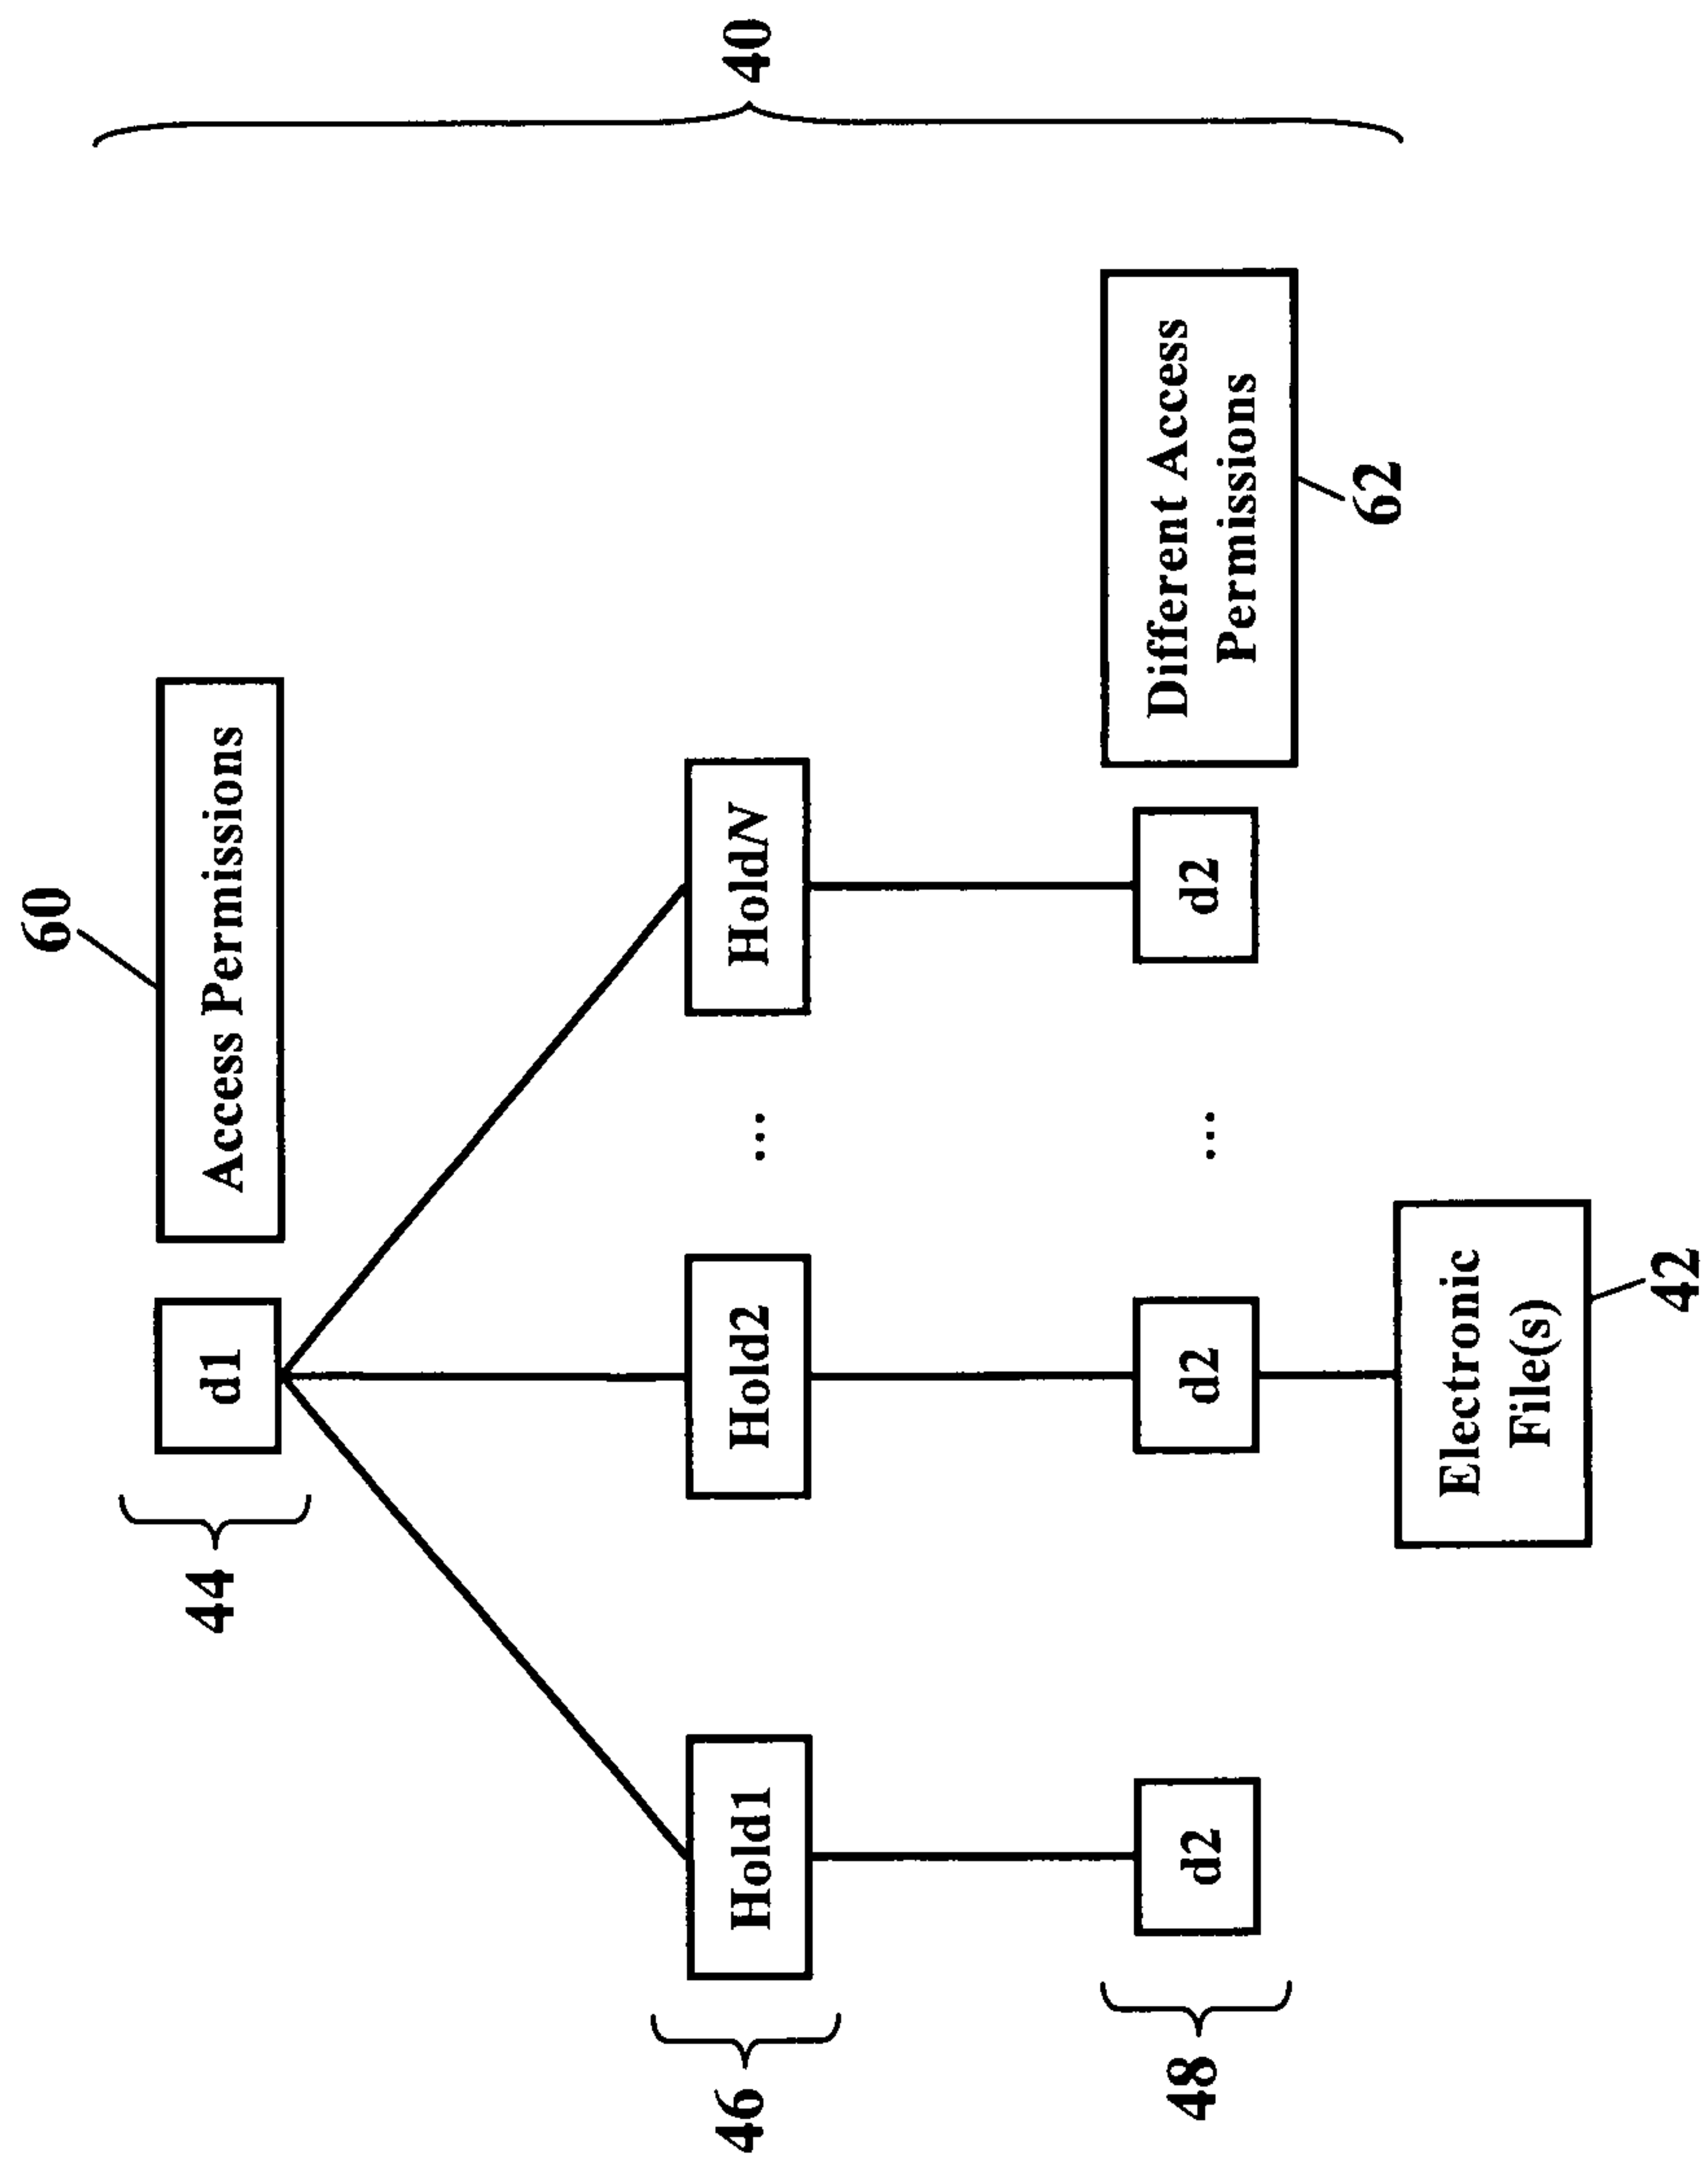 40
60
44
d1
Access Permissions
46
Hold1
Hold2
...
HoldN
48
d2
d2
...
d2
Different Access
Permissions
62
Electronic
File(s)
42